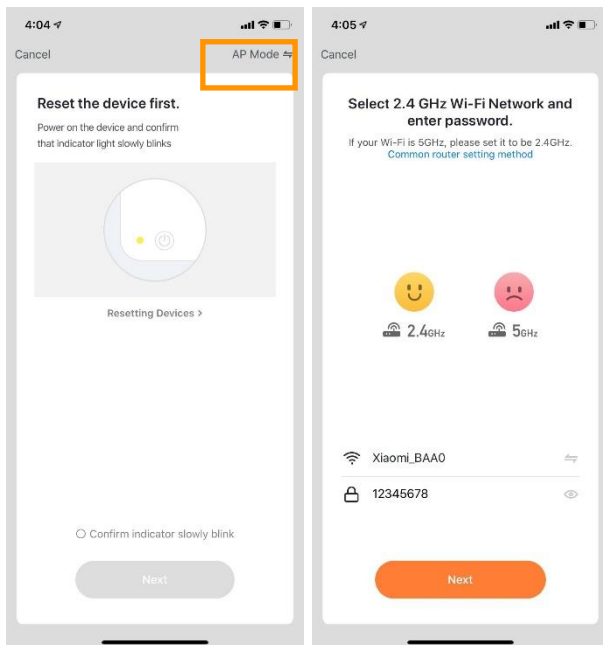 4:04
Cancel
AP Mode
Reset the device first.
Power on the device and confirm
that indicator light slowly blinks
Resetting Devices >
Confirm indicator slowly blink
Next
4:05
Cancel
Select 2.4 GHz Wi-Fi Network and
enter password.
If your Wi-Fi is 5GHz, please set it to be 2.4GHz.
Common router setting method
2.4GHz
5GHz
Xiaomi_BAA0
12345678
Next